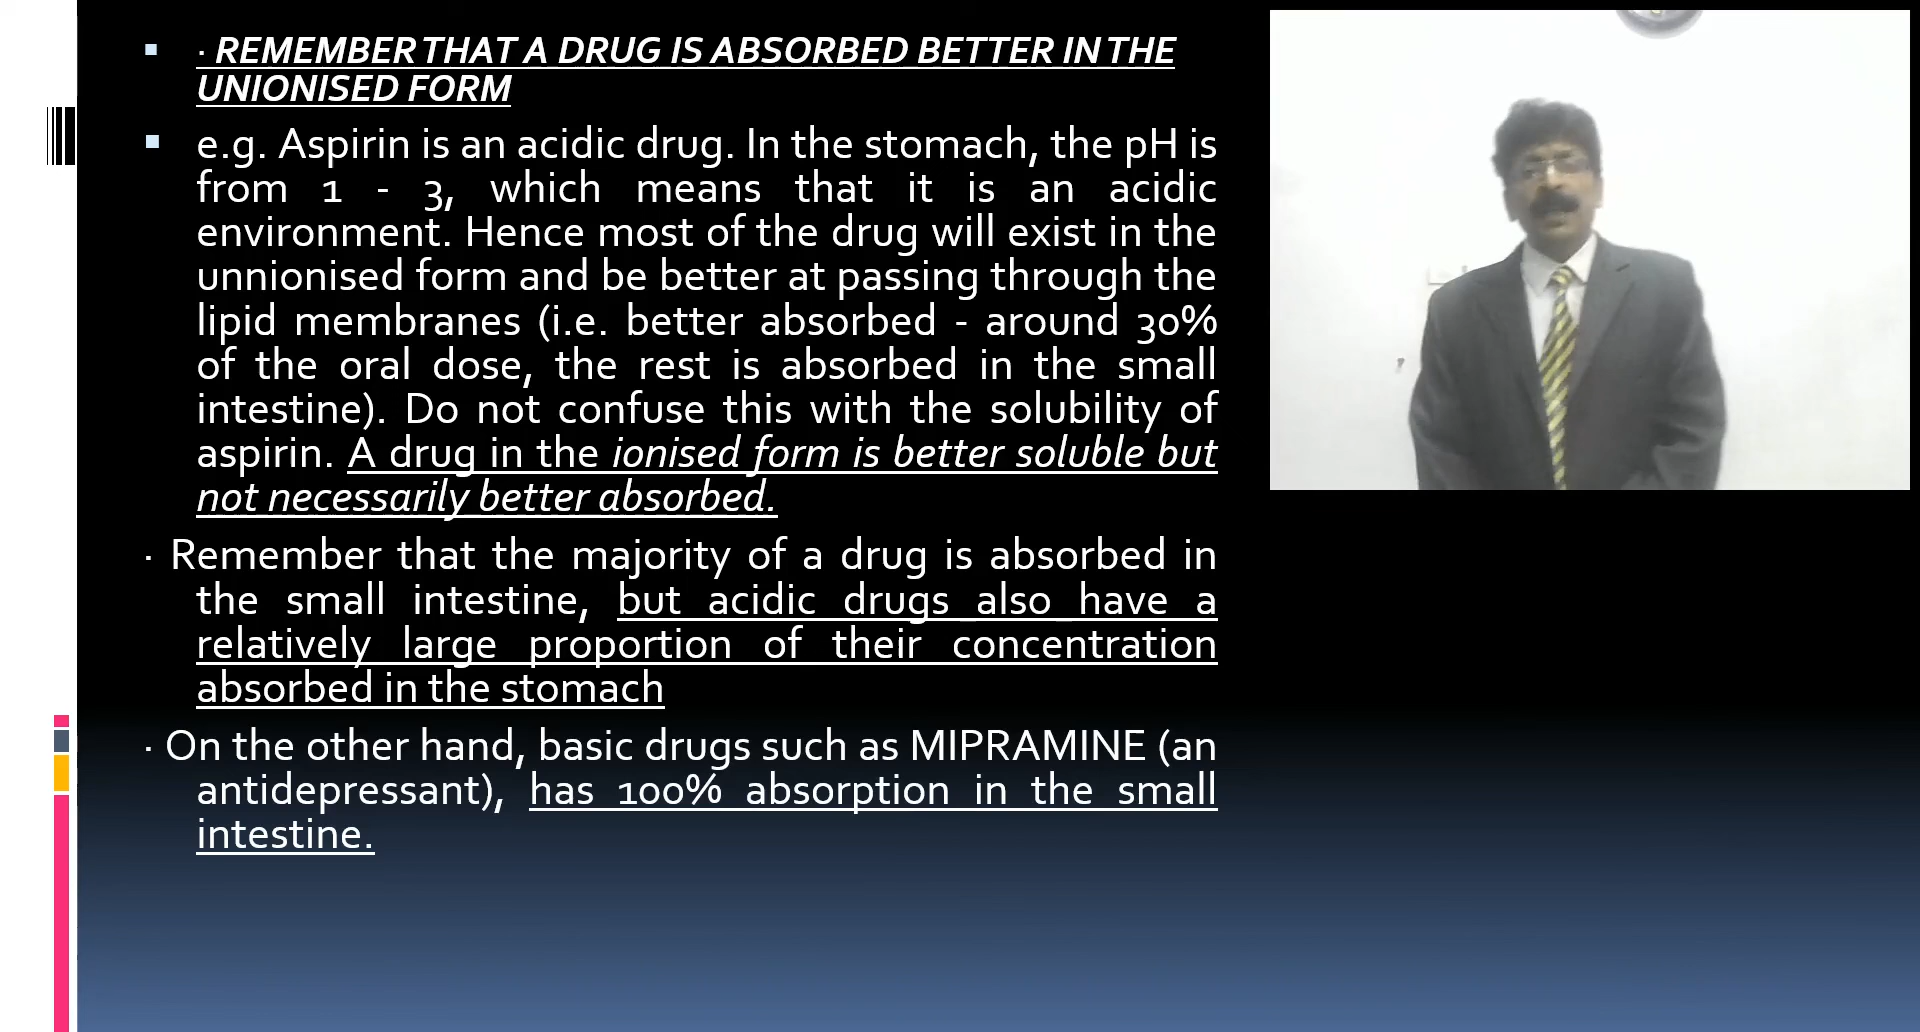 · REMEMBER THAT A DRUG IS ABSORBED BETTER IN THE
UNIONISED FORM
e.g. Aspirin is an acidic drug. In the stomach, the pH is
from 1 - 3, which means that it is an acidic
environment. Hence most of the drug will exist in the
unnionised form and be better at passing through the
lipid membranes (i.e. better absorbed - around 30%
of the oral dose, the rest is absorbed in the small
intestine). Do not confuse this with the solubility of
aspirin. A drug in the ionised form is better soluble but
not necessarily better absorbed.
· Remember that the majority of a drug is absorbed in
the small intestine, but acidic drugs also have a
relatively large proportion of their concentration
absorbed in the stomach
· On the other hand, basic drugs such as MIPRAMINE (an
antidepressant), has 100% absorption in the small
intestine.